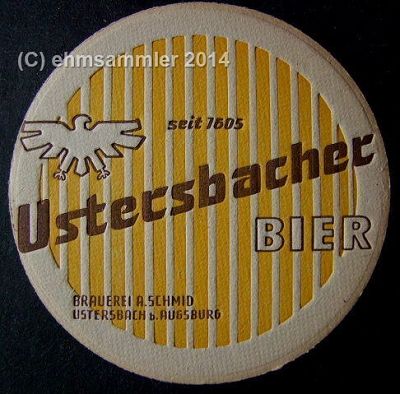 (C) ehmsammler 2014
seit 1605
Ustersbacher
BIER
BRAUEREI A.SCHMID
USTERSBACH b. AUGSBURG